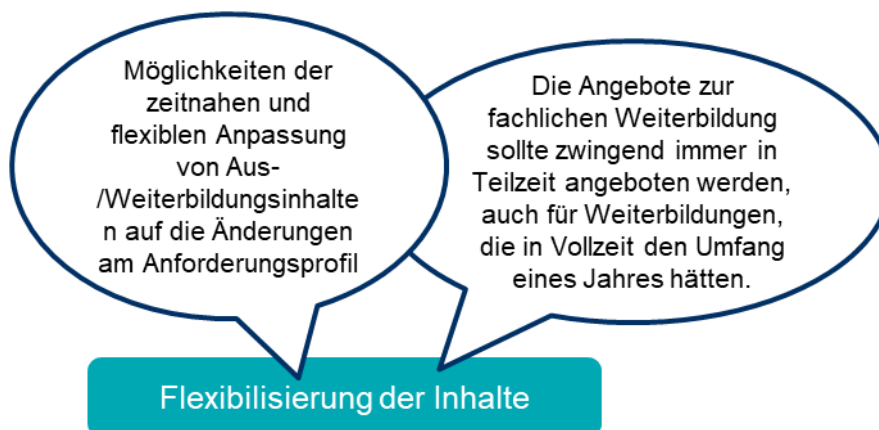 Möglichkeiten der
zeitnahen und
flexiblen Anpassung
von Aus-
/Weiterbildungsinhalte
n auf die Änderungen
am Anforderungsprofil
Die Angebote zur
fachlichen Weiterbildung
sollte zwingend immer in
Teilzeit angeboten werden,
auch für Weiterbildungen,
die in Vollzeit den Umfang
eines Jahres hätten.
Flexibilisierung der Inhalte